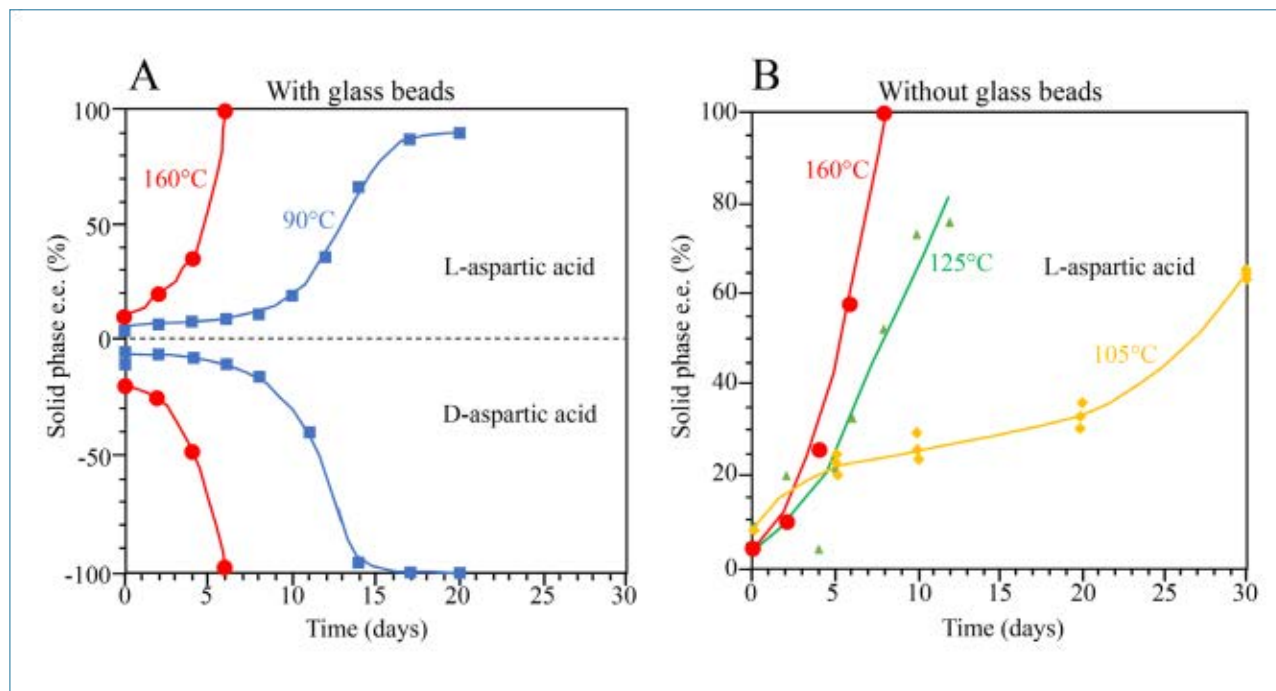 A
With glass beads
100
50
0
-50
-100
Solid phase e.e. (%)
160°C
90°C
L-aspartic acid
D-aspartic acid
0 5 10 15 20 25 30
Time (days)
B
Without glass beads
100
80
60
40
20
0
Solid phase e.e. (%)
160°C
125°C
L-aspartic acid
105°C
0 5 10 15 20 25 30
Time (days)